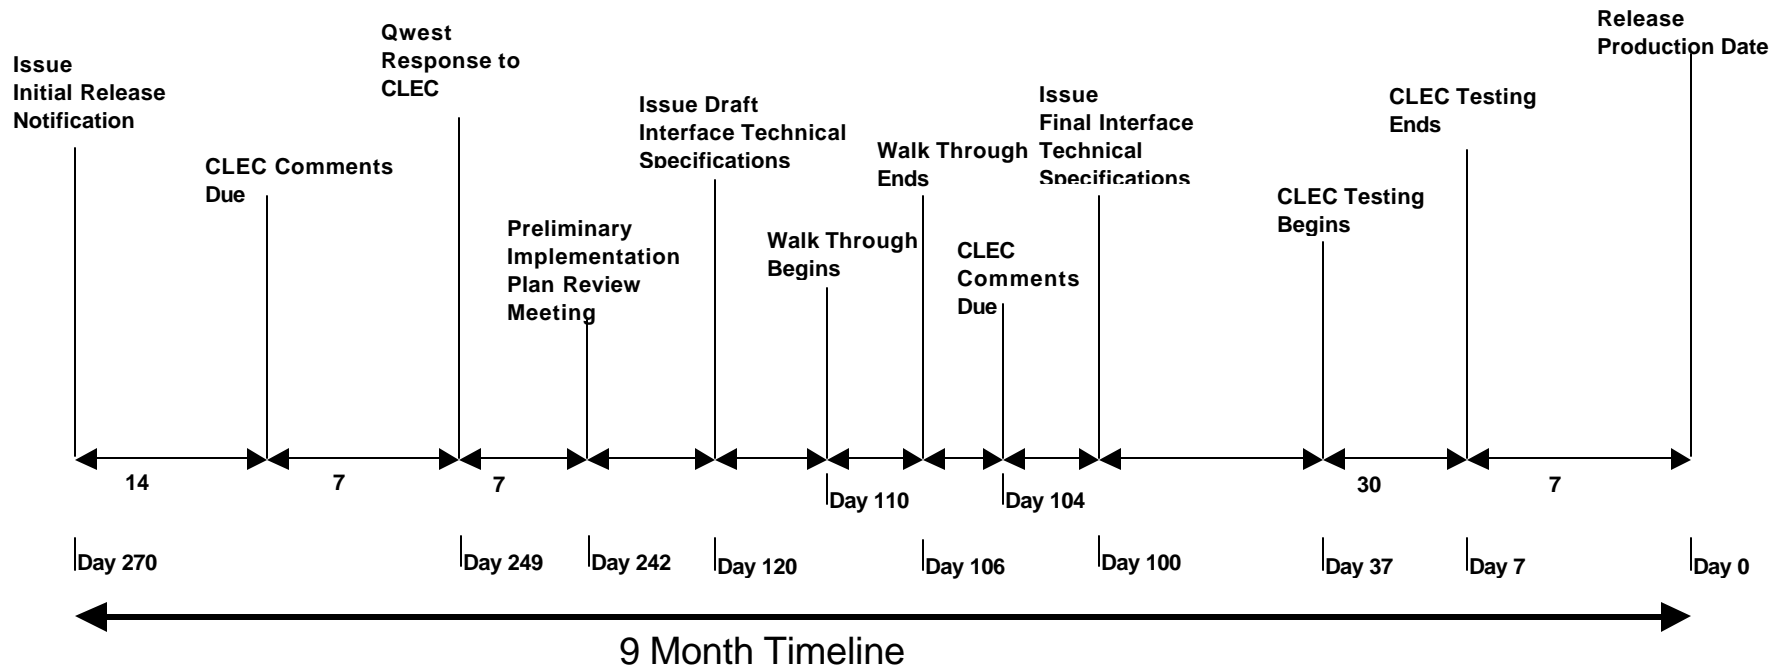 Issue
Initial Release
Notification
CLEC Comments
Due
Qwest
Response to
CLEC
Preliminary
Implementation
Plan Review
Meeting
Issue Draft
Interface Technical
Specifications
Walk Through
Begins
Walk Through
Ends
CLEC
Comments
Due
Issue
Final Interface
Technical
Specifications
CLEC Testing
Begins
CLEC Testing
Ends
Release
Production Date
14
7
7
30
7
Day 110
Day 104
Day 270
Day 249
Day 242
Day 120
Day 106
Day 100
Day 37
Day 7
Day 0
9 Month Timeline